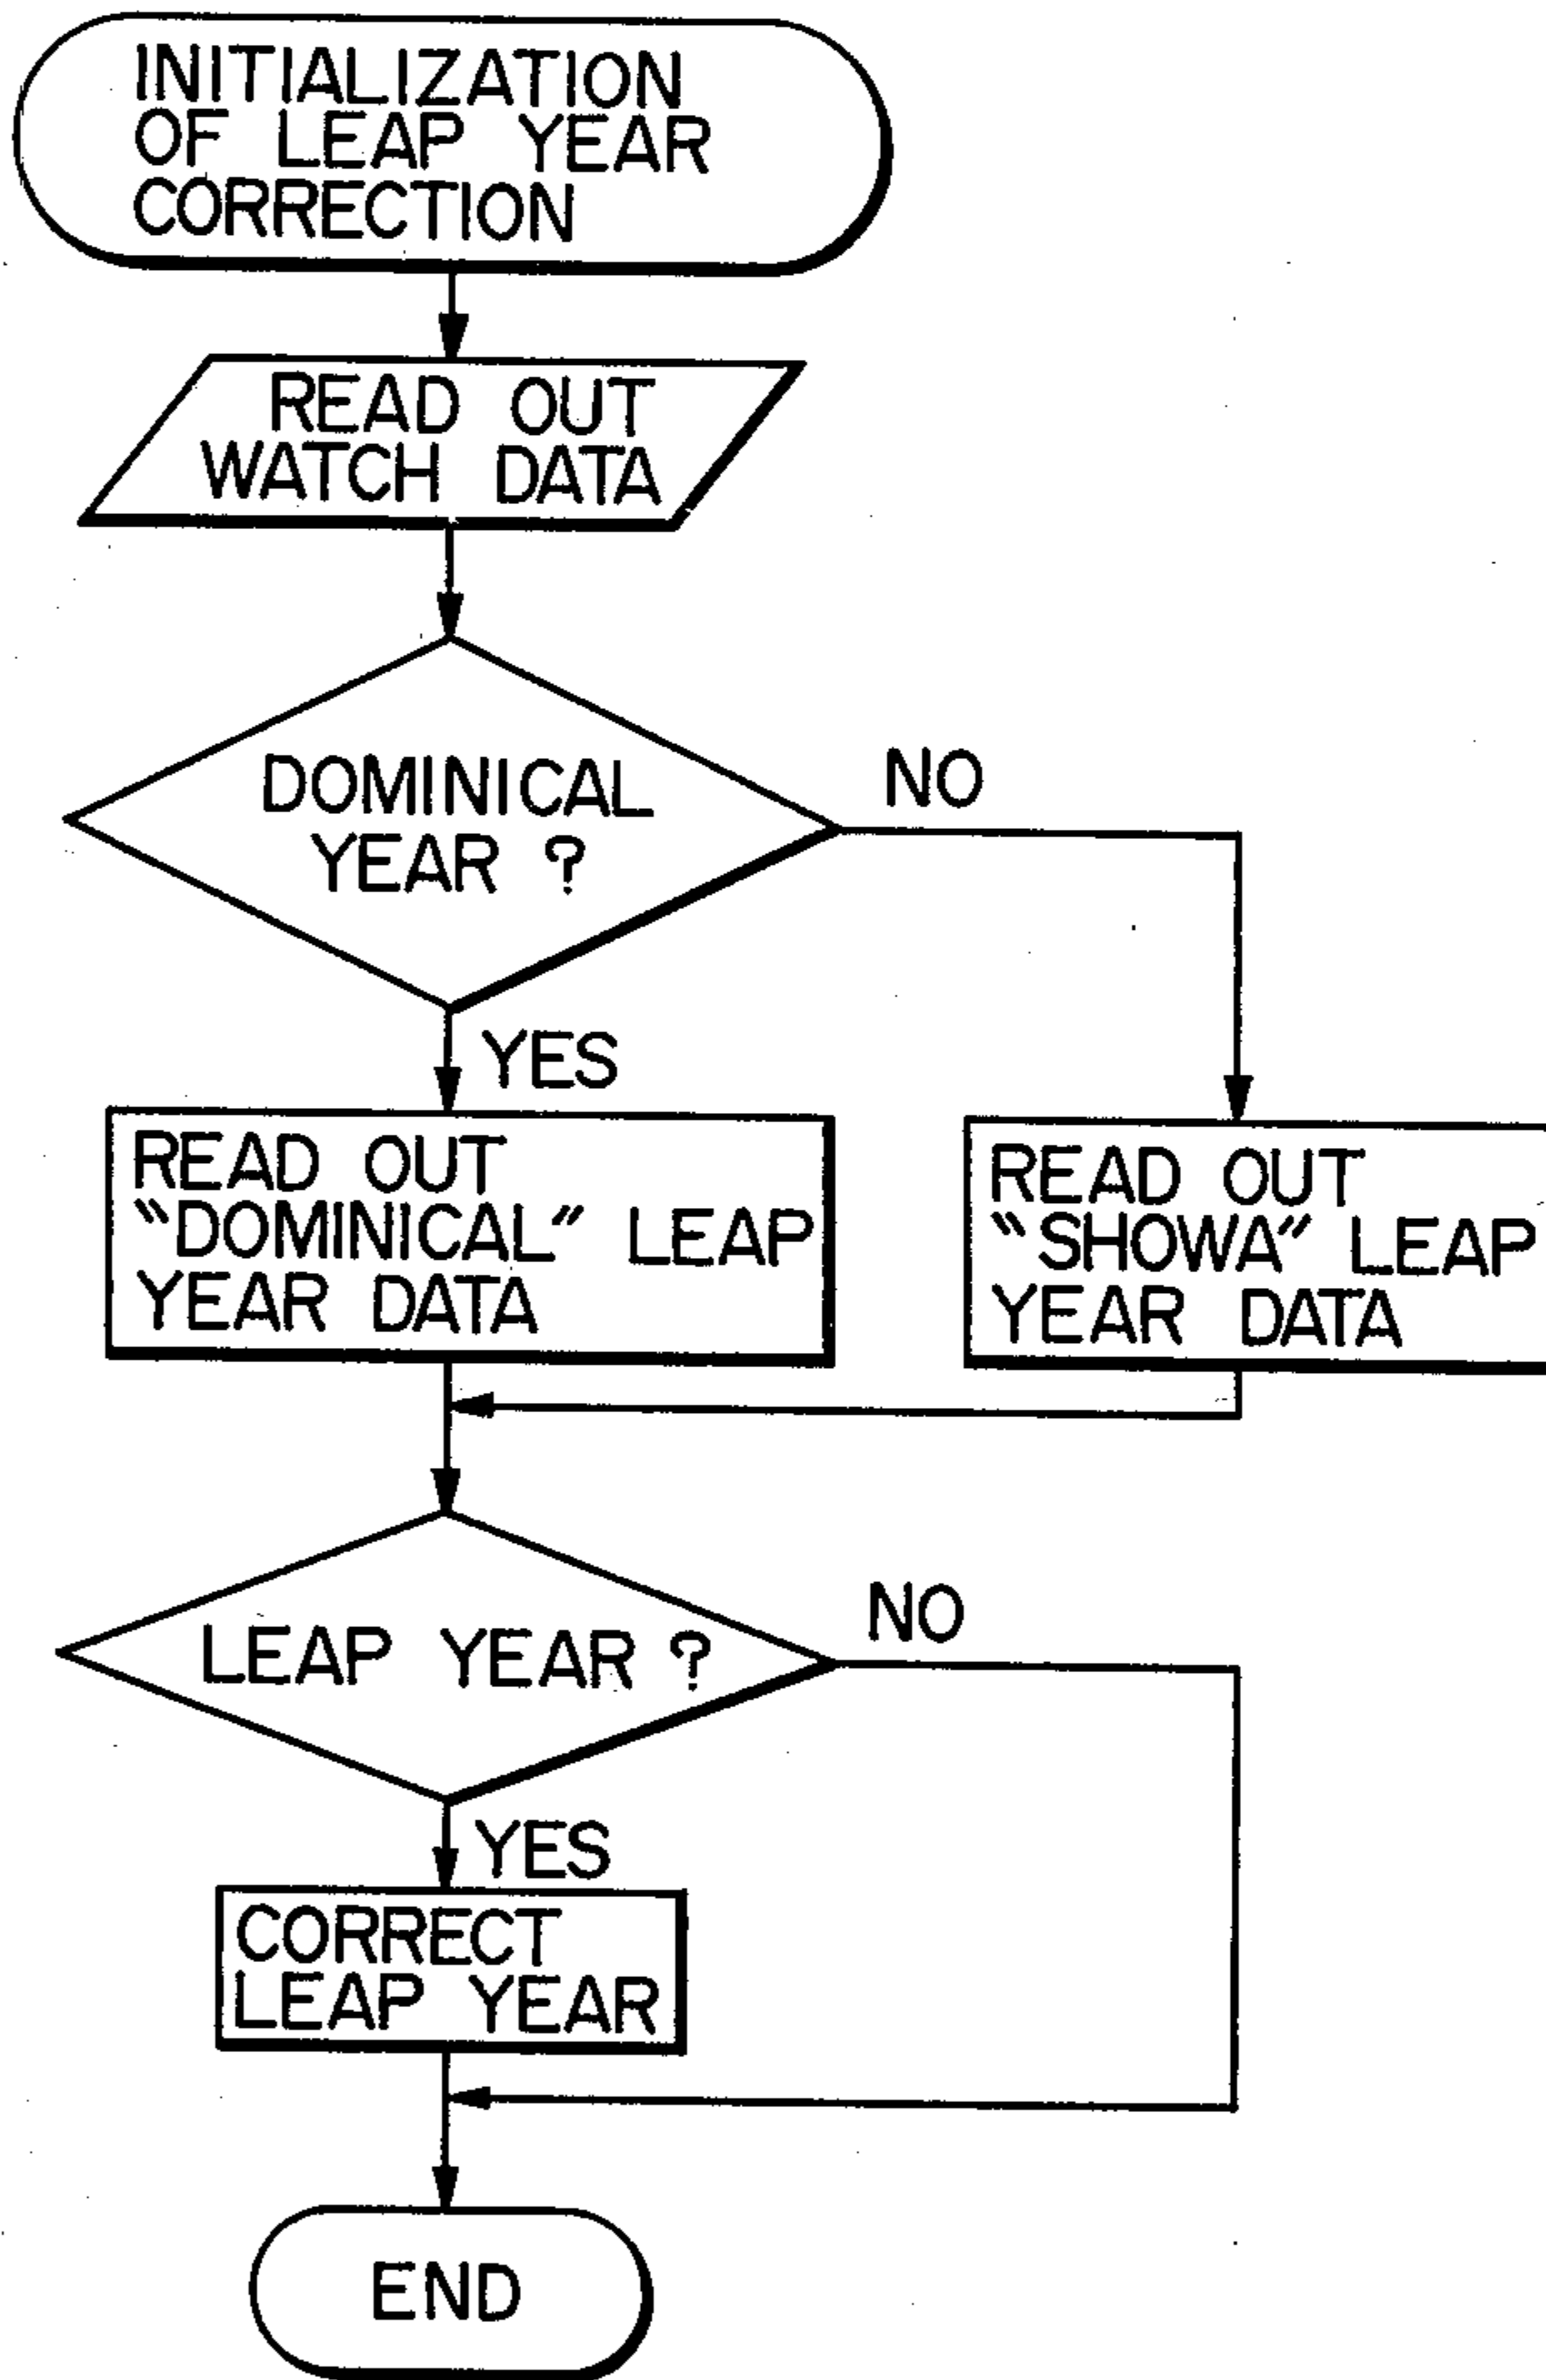 INITIALIZATION
OF LEAP YEAR
CORRECTION
READ OUT
WATCH DATA
DOMINICAL
YEAR ?
NO
YES
READ OUT
"DOMINICAL" LEAP
YEAR DATA
READ OUT
"SHOWA" LEAP
YEAR DATA
LEAP YEAR ?
NO
YES
CORRECT
LEAP YEAR
END